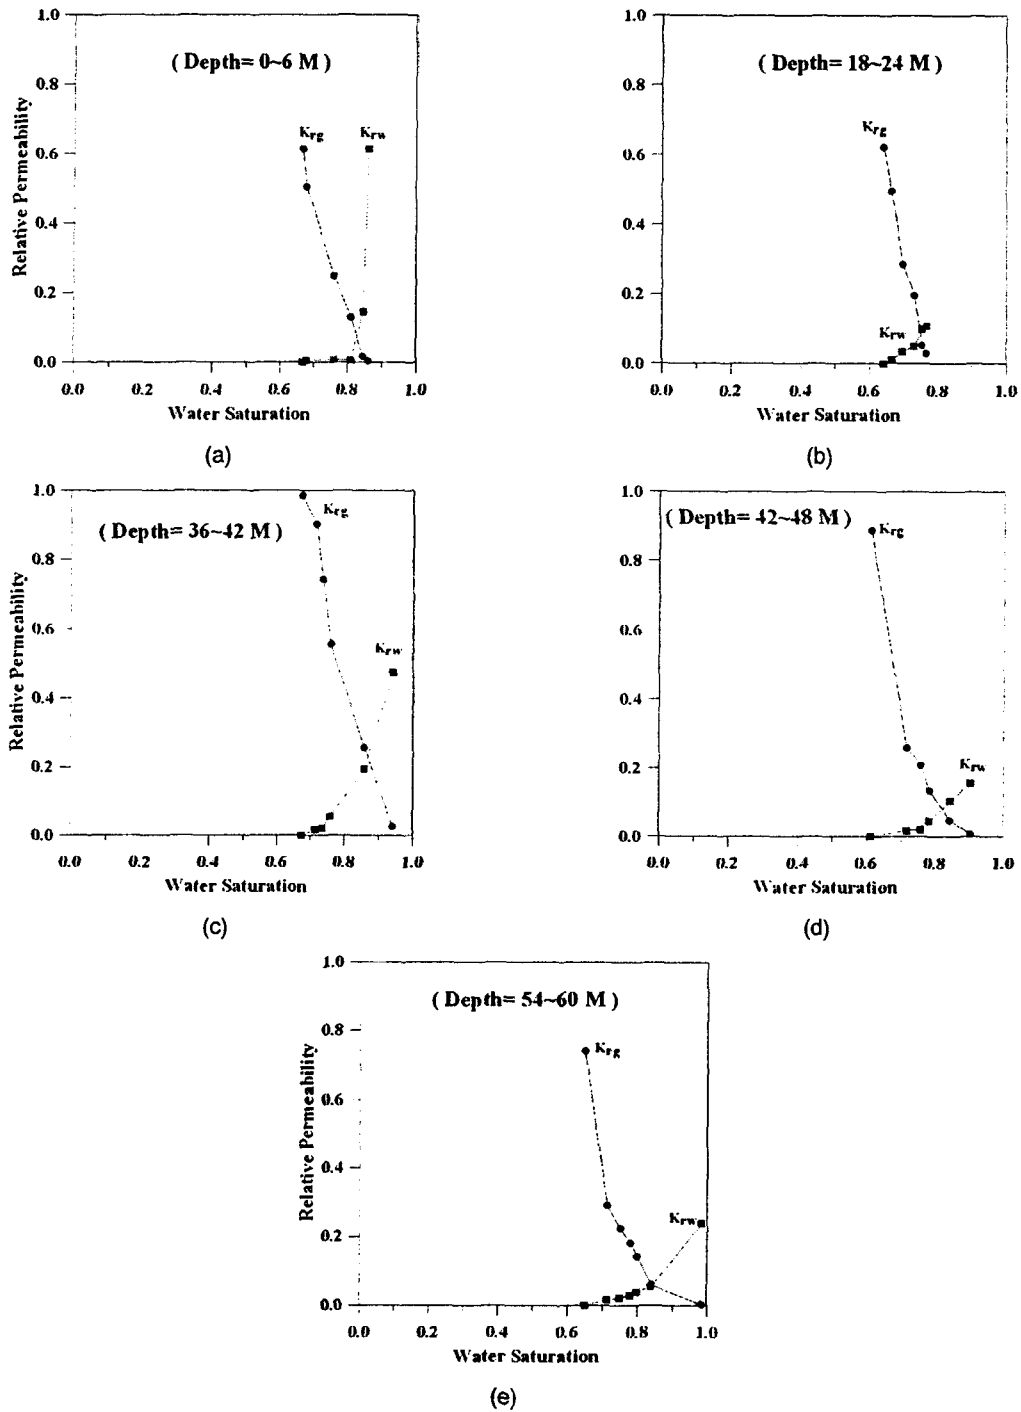 1.0
( Depth= 0~6 M )
0.8
Relative Permeability
Krg
Krw
0.6
0.4
0.2
0.0
0.0 0.2 0.4 0.6 0.8 1.0
Water Saturation
(a)
1.0
( Depth= 18~24 M )
0.8
Krg
0.6
0.4
0.2
Krw
0.0
0.0 0.2 0.4 0.6 0.8 1.0
Water Saturation
(b)
1.0
Krg
( Depth= 36~42 M )
0.8
Relative Permeability
0.6
Krw
0.4
0.2
0.0
0.0 0.2 0.4 0.6 0.8 1.0
Water Saturation
(c)
1.0
( Depth= 42~48 M )
Krg
0.8
0.6
0.4
0.2
Krw
0.0
0.0 0.2 0.4 0.6 0.8 1.0
Water Saturation
(d)
1.0
( Depth= 54~60 M )
0.8
Krg
Relative Permeability
0.6
0.4
Krw
0.2
0.0
0.0 0.2 0.4 0.6 0.8 1.0
Water Saturation
(e)